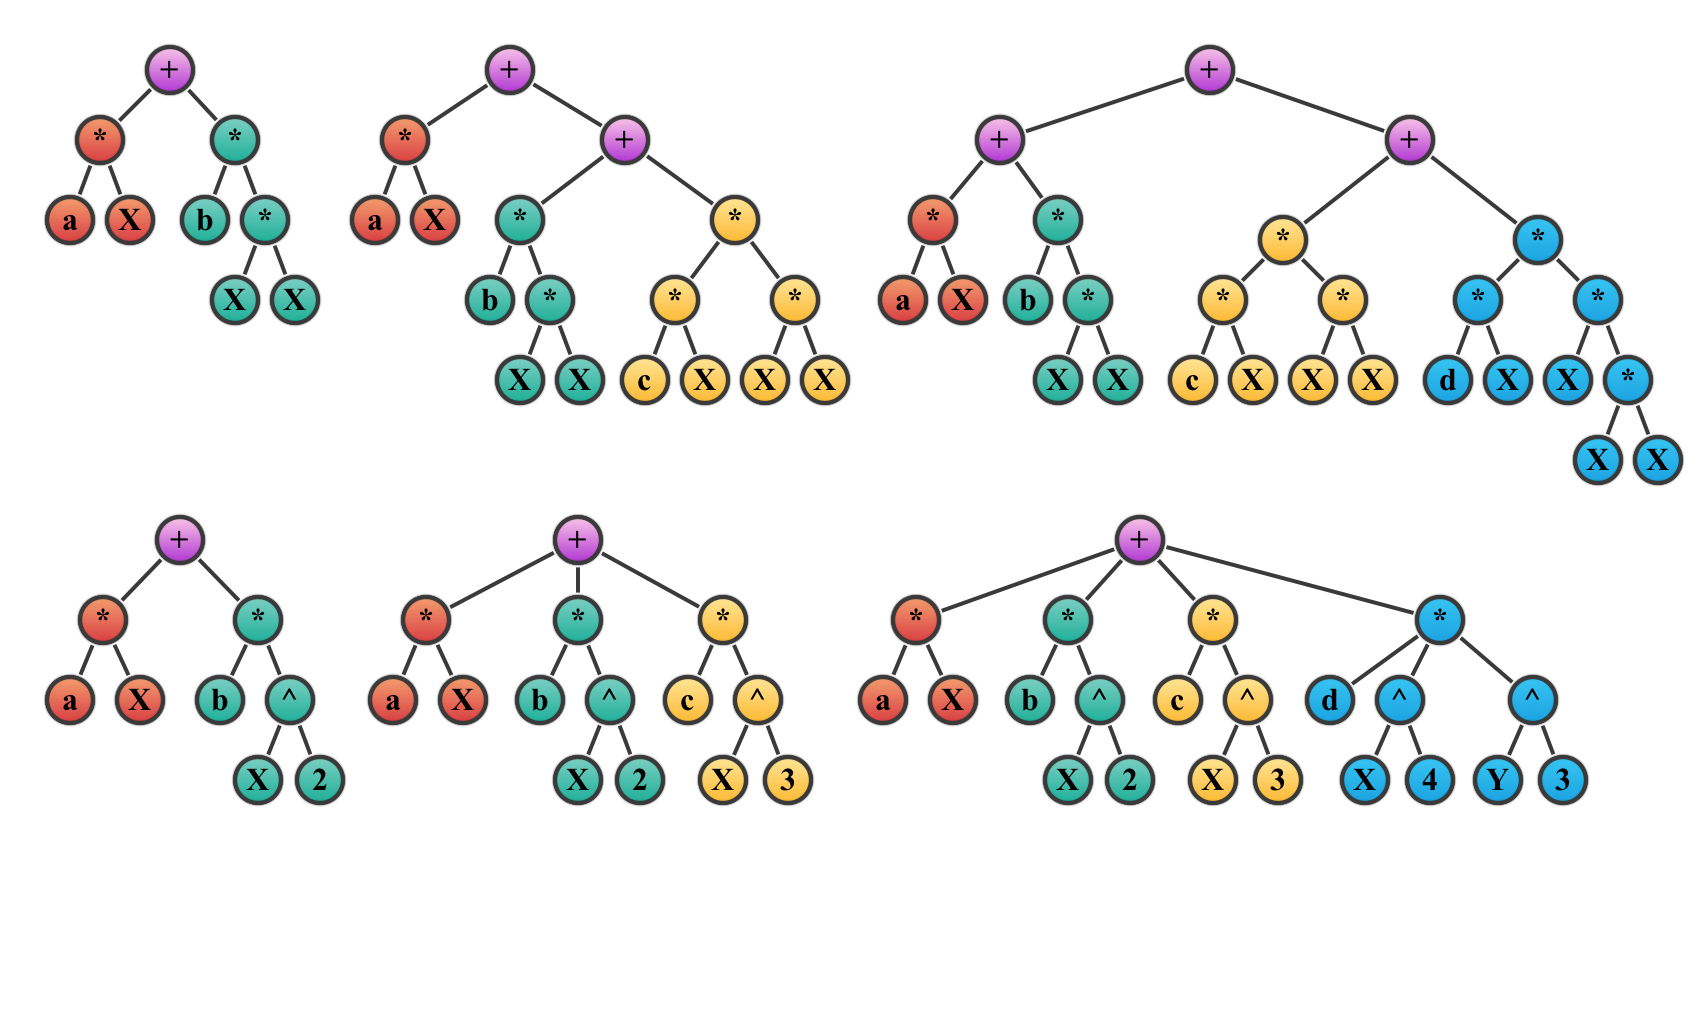 + + +
* * * + + +
a X b * a X * * * * * *
X X b * * * a X b * * * * *
X X c X X X X X c X X X d X X *
X X
+ + +
* * * * * * * * *
a X b ^ a X b ^ c ^ a X b ^ c ^ d ^ ^
X 2 X 2 X 3 X 2 X 3 X 4 Y 3